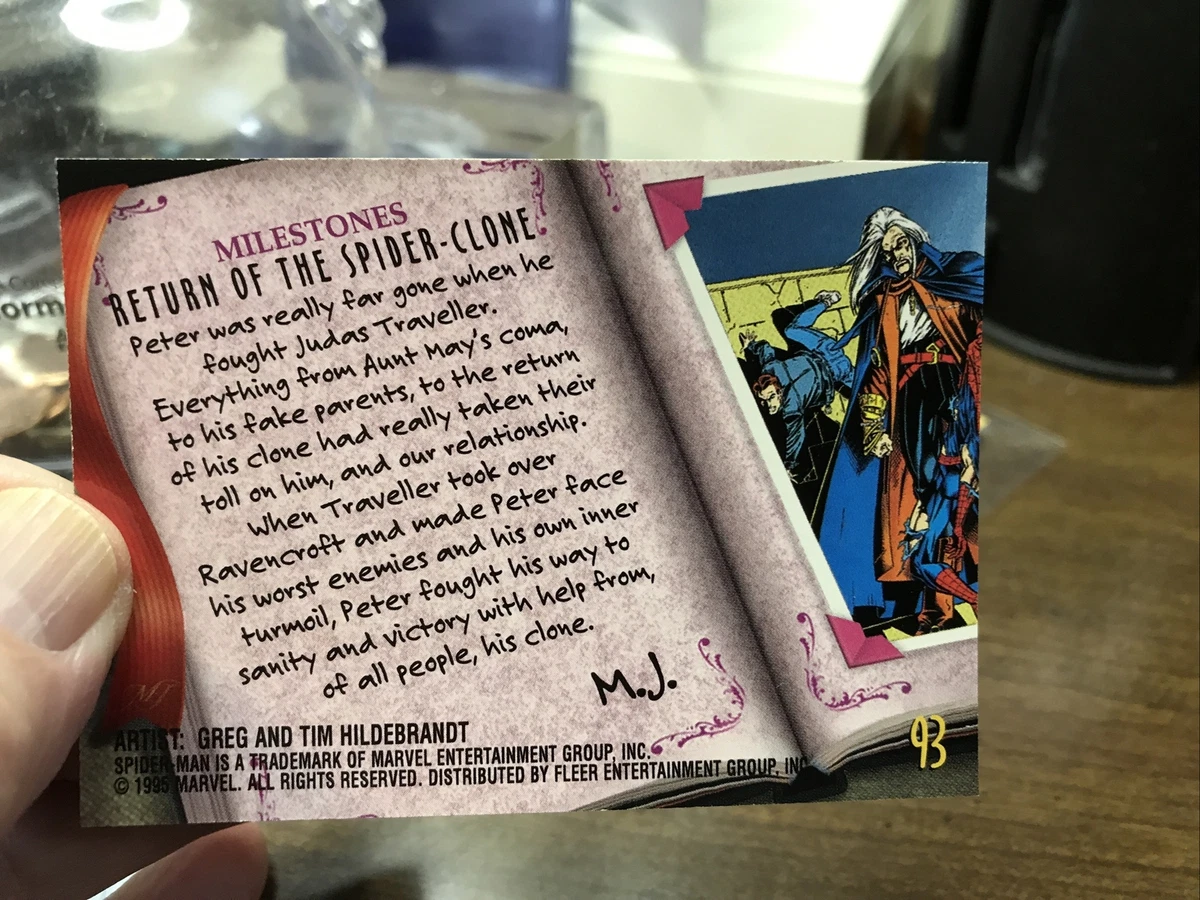 MILESTONES
RETURN OF THE SPIDER-CLONE
Peter was really far gone when he
fought Judas Traveller.
Everything from Aunt May's coma,
to his fake parents, to the return
of his clone had really taken their
toll on him, and our relationship.
When Traveller took over
Ravencroft and made Peter face
his worst enemies and his own inner
turmoil, Peter fought his way to
sanity and victory with help from,
of all people, his clone.
M.J.
MJ
ARTIST: GREG AND TIM HILDEBRANDT
SPIDER-MAN IS A TRADEMARK OF MARVEL ENTERTAINMENT GROUP, INC.
© 1995 MARVEL. ALL RIGHTS RESERVED. DISTRIBUTED BY FLEER ENTERTAINMENT GROUP, INC
93
orm